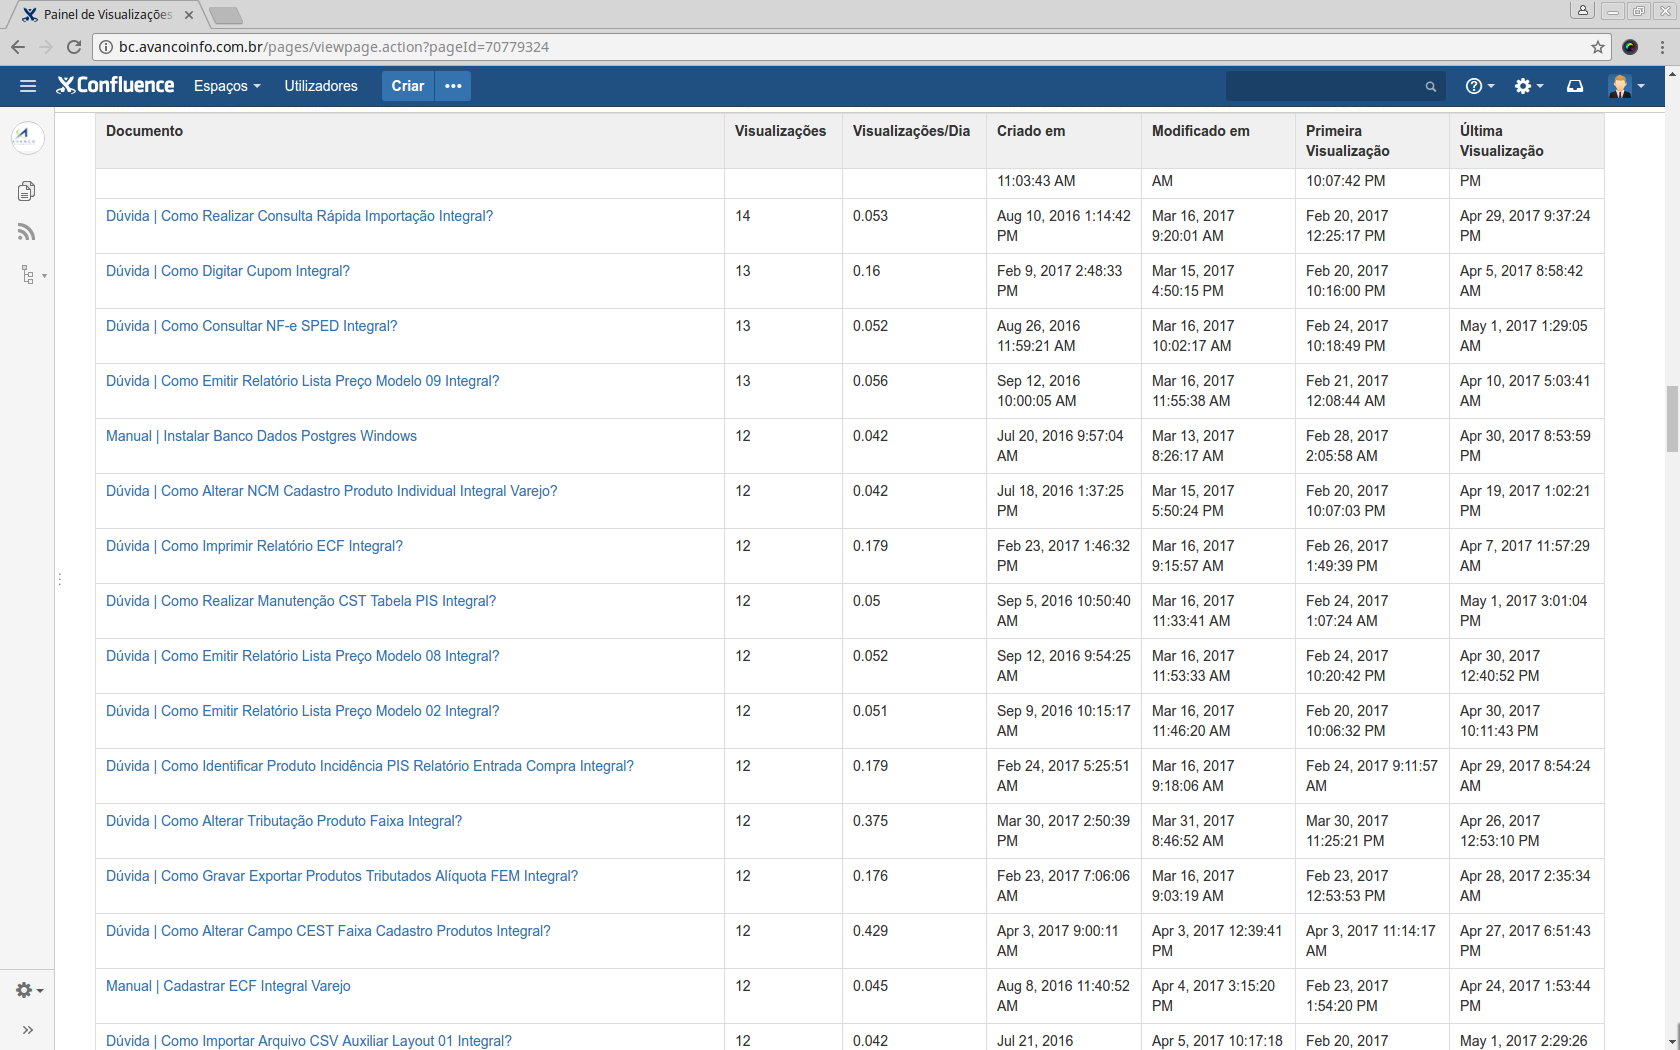 Painel de Visualizações
bc.avancoinfo.com.br/pages/viewpage.action?pageId=70779324
Confluence Espaços Utilizadores Criar •••
Documento Visualizações Visualizações/Dia Criado em Modificado em Primeira Última
Visualização Visualização
11:03:43 AM AM 10:07:42 PM PM
Dúvida | Como Realizar Consulta Rápida Importação Integral? 14 0.053 Aug 10, 2016 1:14:42 Mar 16, 2017 Feb 20, 2017 Apr 29, 2017 9:37:24
PM 9:20:01 AM 12:25:17 PM PM
Dúvida | Como Digitar Cupom Integral? 13 0.16 Feb 9, 2017 2:48:33 Mar 15, 2017 Feb 20, 2017 Apr 5, 2017 8:58:42
PM 4:50:15 PM 10:16:00 PM AM
Dúvida | Como Consultar NF-e SPED Integral? 13 0.052 Aug 26, 2016 Mar 16, 2017 Feb 24, 2017 May 1, 2017 1:29:05
11:59:21 AM 10:02:17 AM 10:18:49 PM AM
Dúvida | Como Emitir Relatório Lista Preço Modelo 09 Integral? 13 0.056 Sep 12, 2016 Mar 16, 2017 Feb 21, 2017 Apr 10, 2017 5:03:41
10:00:05 AM 11:55:38 AM 12:08:44 AM AM
Manual | Instalar Banco Dados Postgres Windows 12 0.042 Jul 20, 2016 9:57:04 Mar 13, 2017 Feb 28, 2017 Apr 30, 2017 8:53:59
AM 8:26:17 AM 2:05:58 AM PM
Dúvida | Como Alterar NCM Cadastro Produto Individual Integral Varejo? 12 0.042 Jul 18, 2016 1:37:25 Mar 15, 2017 Feb 20, 2017 Apr 19, 2017 1:02:21
PM 5:50:24 PM 10:07:03 PM PM
Dúvida | Como Imprimir Relatório ECF Integral? 12 0.179 Feb 23, 2017 1:46:32 Mar 16, 2017 Feb 26, 2017 Apr 7, 2017 11:57:29
PM 9:15:57 AM 1:49:39 PM AM
Dúvida | Como Realizar Manutenção CST Tabela PIS Integral? 12 0.05 Sep 5, 2016 10:50:40 Mar 16, 2017 Feb 24, 2017 May 1, 2017 3:01:04
AM 11:33:41 AM 1:07:24 AM PM
Dúvida | Como Emitir Relatório Lista Preço Modelo 08 Integral? 12 0.052 Sep 12, 2016 9:54:25 Mar 16, 2017 Feb 24, 2017 Apr 30, 2017
AM 11:53:33 AM 10:20:42 PM 12:40:52 PM
Dúvida | Como Emitir Relatório Lista Preço Modelo 02 Integral? 12 0.051 Sep 9, 2016 10:15:17 Mar 16, 2017 Feb 20, 2017 Apr 30, 2017
AM 11:46:20 AM 10:06:32 PM 10:11:43 PM
Dúvida | Como Identificar Produto Incidência PIS Relatório Entrada Compra Integral? 12 0.179 Feb 24, 2017 5:25:51 Mar 16, 2017 Feb 24, 2017 9:11:57 Apr 29, 2017 8:54:24
AM 9:18:06 AM AM AM
Dúvida | Como Alterar Tributação Produto Faixa Integral? 12 0.375 Mar 30, 2017 2:50:39 Mar 31, 2017 Mar 30, 2017 Apr 26, 2017
PM 8:46:52 AM 11:25:21 PM 12:53:10 PM
Dúvida | Como Gravar Exportar Produtos Tributados Alíquota FEM Integral? 12 0.176 Feb 23, 2017 7:06:06 Mar 16, 2017 Feb 23, 2017 Apr 28, 2017 2:35:34
AM 9:03:19 AM 12:53:53 PM AM
Dúvida | Como Alterar Campo CEST Faixa Cadastro Produtos Integral? 12 0.429 Apr 3, 2017 9:00:11 Apr 3, 2017 12:39:41 Apr 3, 2017 11:14:17 Apr 27, 2017 6:51:43
AM PM AM PM
Manual | Cadastrar ECF Integral Varejo 12 0.045 Aug 8, 2016 11:40:52 Apr 4, 2017 3:15:20 Feb 23, 2017 Apr 24, 2017 1:53:44
AM PM 1:54:20 PM PM
Dúvida | Como Importar Arquivo CSV Auxiliar Layout 01 Integral? 12 0.042 Jul 21, 2016 Apr 5, 2017 10:17:18 Feb 20, 2017 May 1, 2017 2:29:26